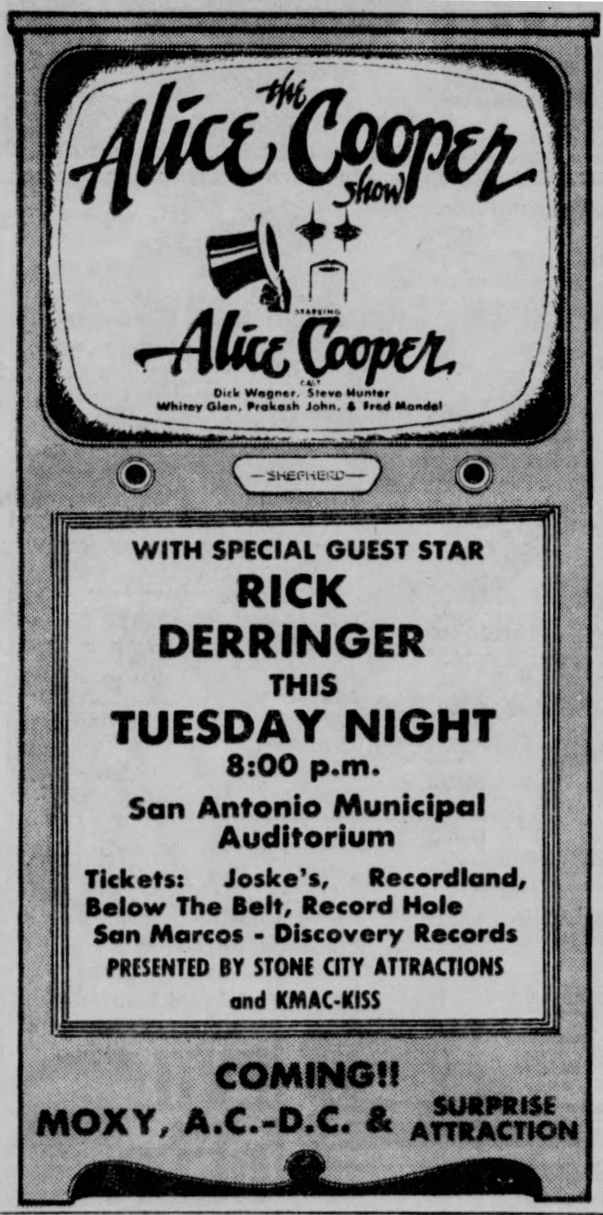 the
Alice Cooper
show
STARRING
Alice Cooper.
CAST
Dick Wagner, Steve Hunter
Whitey Glan, Prakash John, & Fred Mandel
-SHEPHERD-
WITH SPECIAL GUEST STAR
RICK
DERRINGER
THIS
TUESDAY NIGHT
8:00 p.m.
San Antonio Municipal
Auditorium
Tickets: Joske's, Recordland,
Below The Belt, Record Hole
San Marcos - Discovery Records
PRESENTED BY STONE CITY ATTRACTIONS
and KMAC-KISS
COMING!!
MOXY, A.C.-D.C. & SURPRISE ATTRACTION